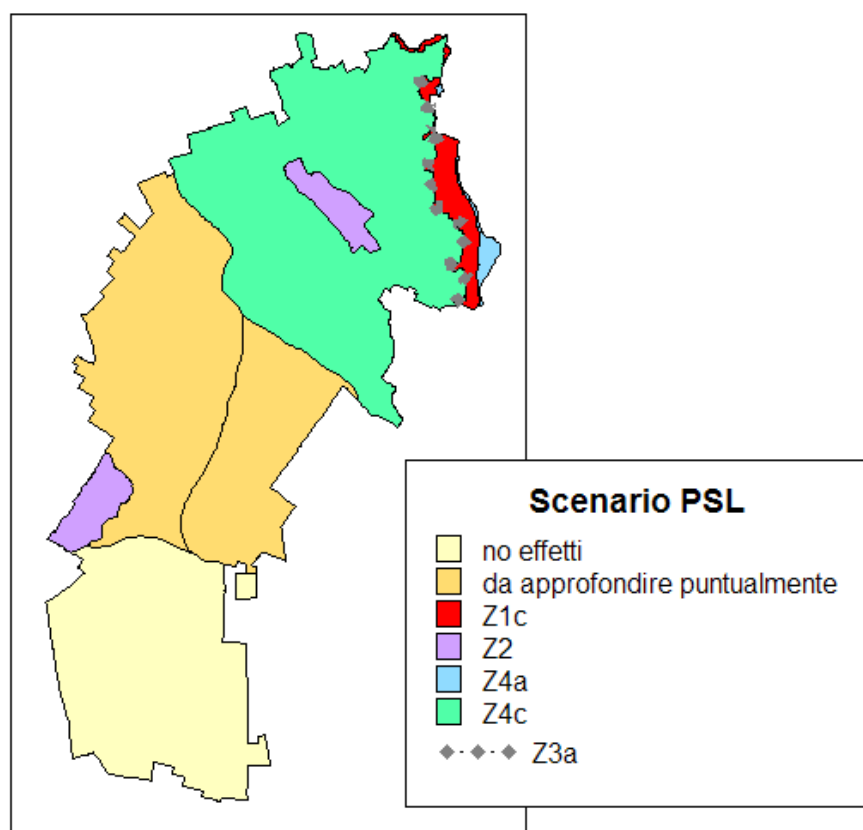 Scenario PSL
no effetti
da approfondire puntualmente
Z1c
Z2
Z4a
Z4c
Z3a